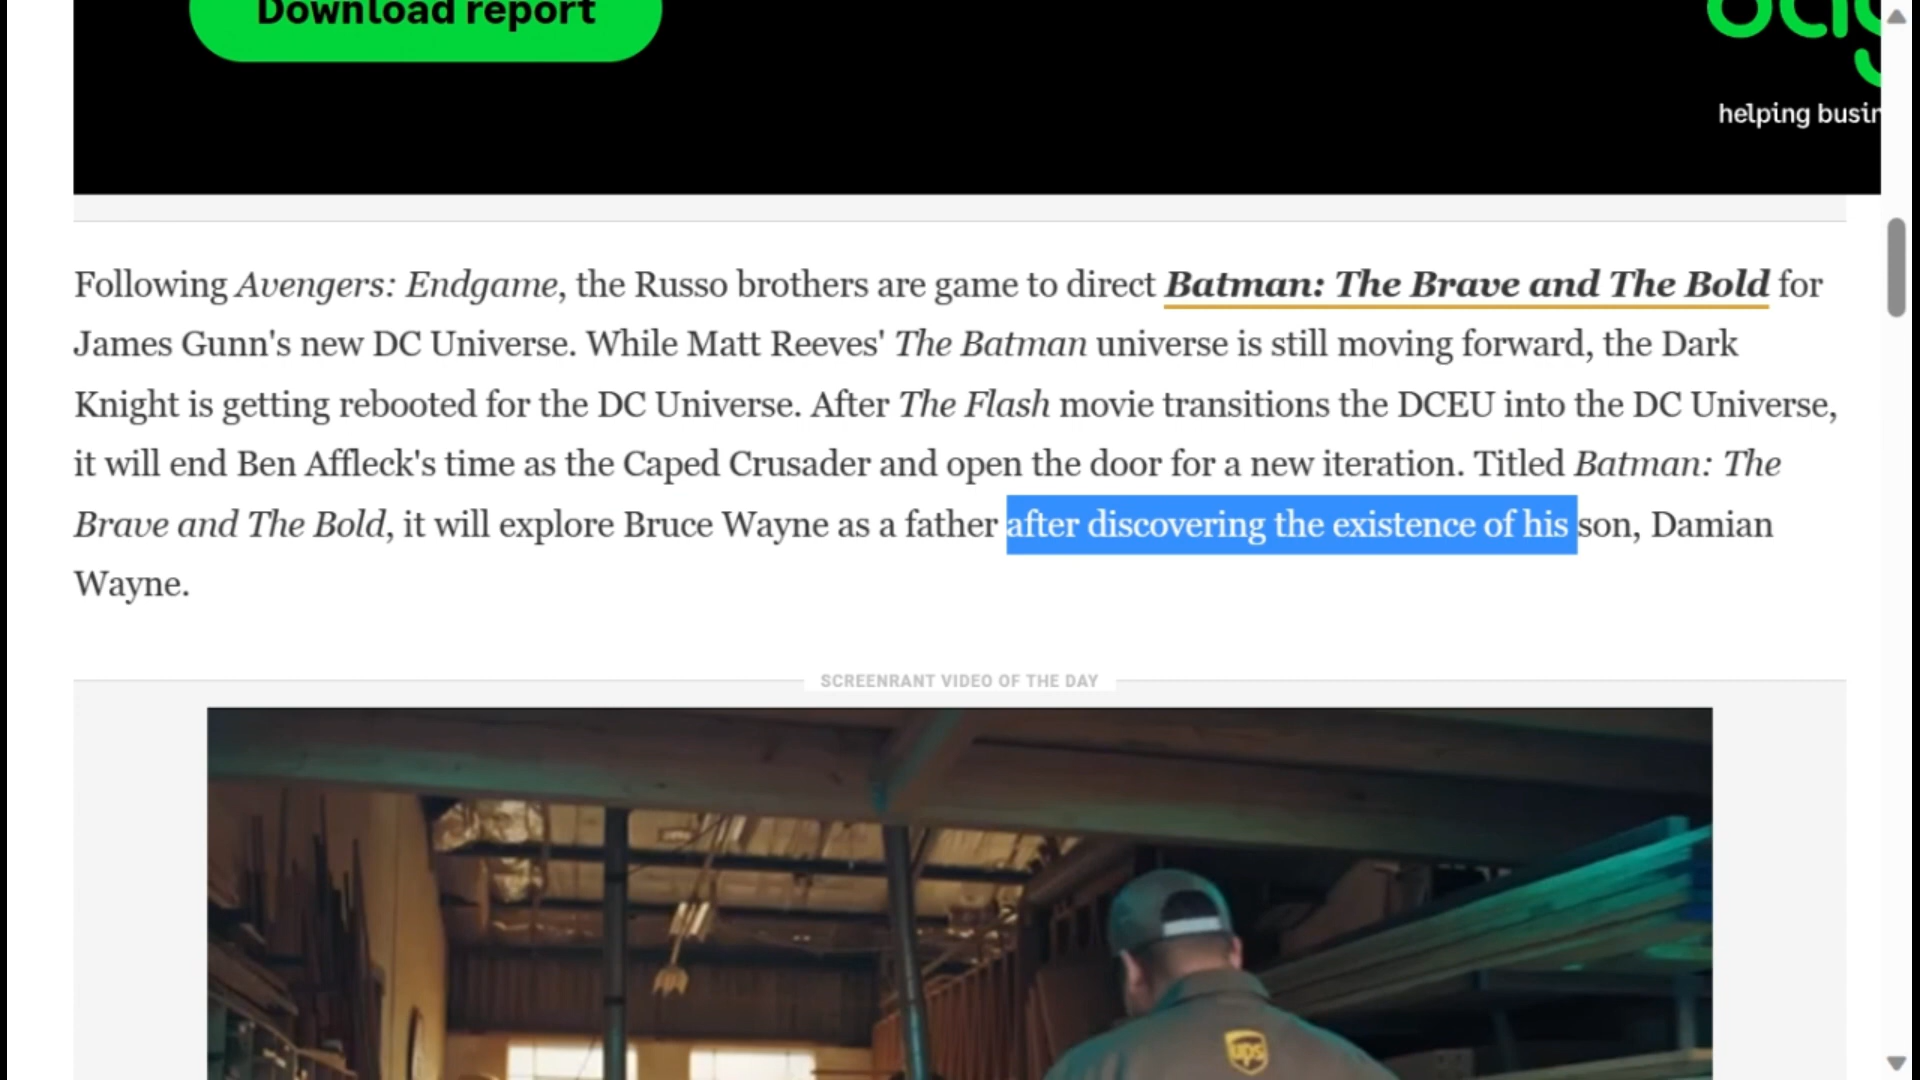 Download report
helping
Following Avengers: Endgame, the Russo brothers are game to direct Batman: The Brave and The Bold for
James Gunn's new DC Universe. While Matt Reeves' The Batman universe is still moving forward, the Dark
Knight is getting rebooted for the DC Universe. After The Flash movie transitions the DCEU into the DC Universe,
it will end Ben Affleck's time as the Caped Crusader and open the door for a new iteration. Titled Batman: The
Brave and The Bold, it will explore Bruce Wayne as a father after discovering the existence of his son, Damian
Wayne.
SCREENRANT VIDEO OF THE DAY
ups